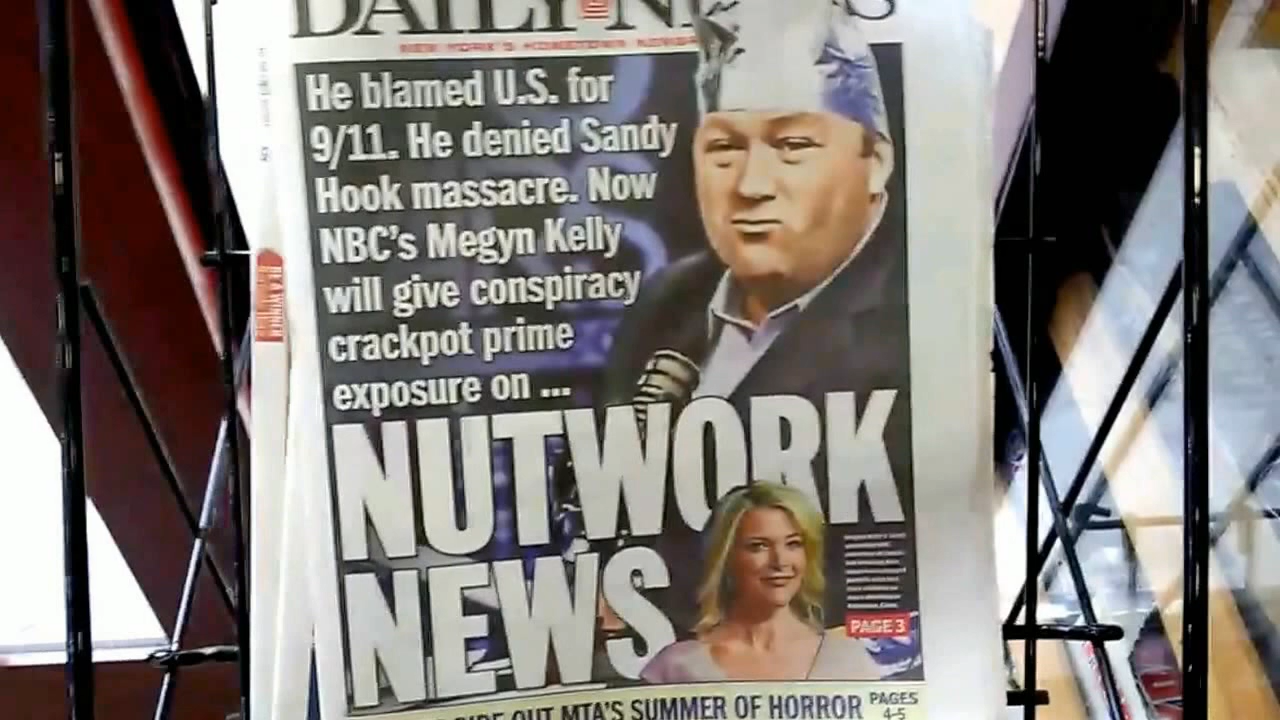 DAILY NEWS
NEW YORK'S HOMETOWN
He blamed U.S. for
9/11. He denied Sandy
Hook massacre. Now
NBC's Megyn Kelly
will give conspiracy
crackpot prime
exposure on ...
NUTWORK
NEWS
PAGE 3
OUT MTA'S SUMMER OF HORROR
PAGES
4-5